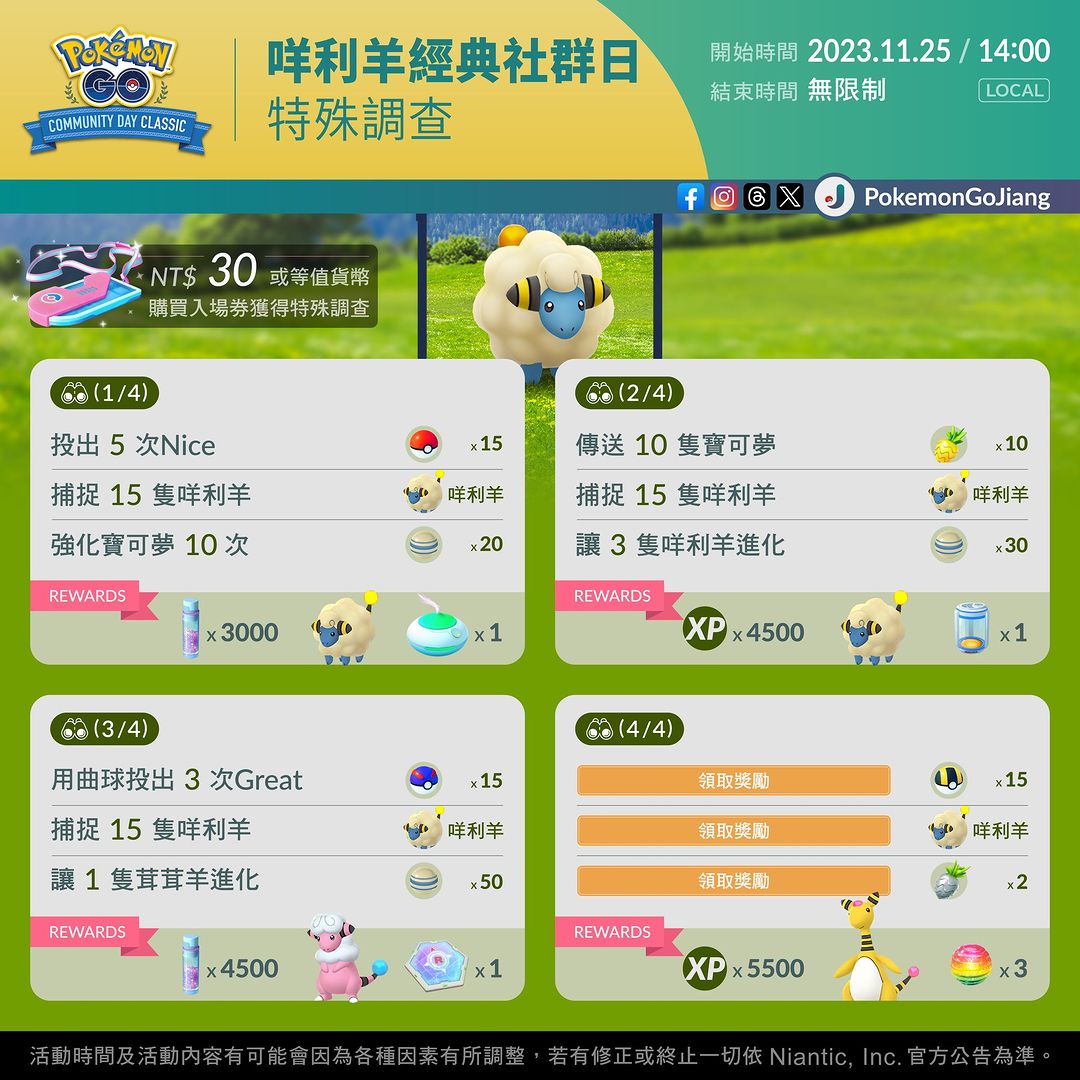 Pokémon
GO
COMMUNITY DAY CLASSIC
咩利羊經典社群日
特殊調查
開始時間 2023.11.25 / 14:00
結束時間 無限制 LOCAL
PokemonGoJiang
NT$ 30 或等值貨幣
購買入場券獲得特殊調查
(1/4)
投出 5 次Nice x15
捕捉 15 隻咩利羊 咩利羊
強化寶可夢 10 次 x20
REWARDS
x3000 x1
(2/4)
傳送 10 隻寶可夢 x10
捕捉 15 隻咩利羊 咩利羊
讓 3 隻咩利羊進化 x30
REWARDS
XP x4500 x1
(3/4)
用曲球投出 3 次Great x15
捕捉 15 隻咩利羊 咩利羊
讓 1 隻茸茸羊進化 x50
REWARDS
x4500 x1
(4/4)
領取獎勵 x15
領取獎勵 咩利羊
領取獎勵 x2
REWARDS
XP x5500 x3
活動時間及活動內容有可能會因為各種因素有所調整，若有修正或終止一切依 Niantic, Inc. 官方公告為準。